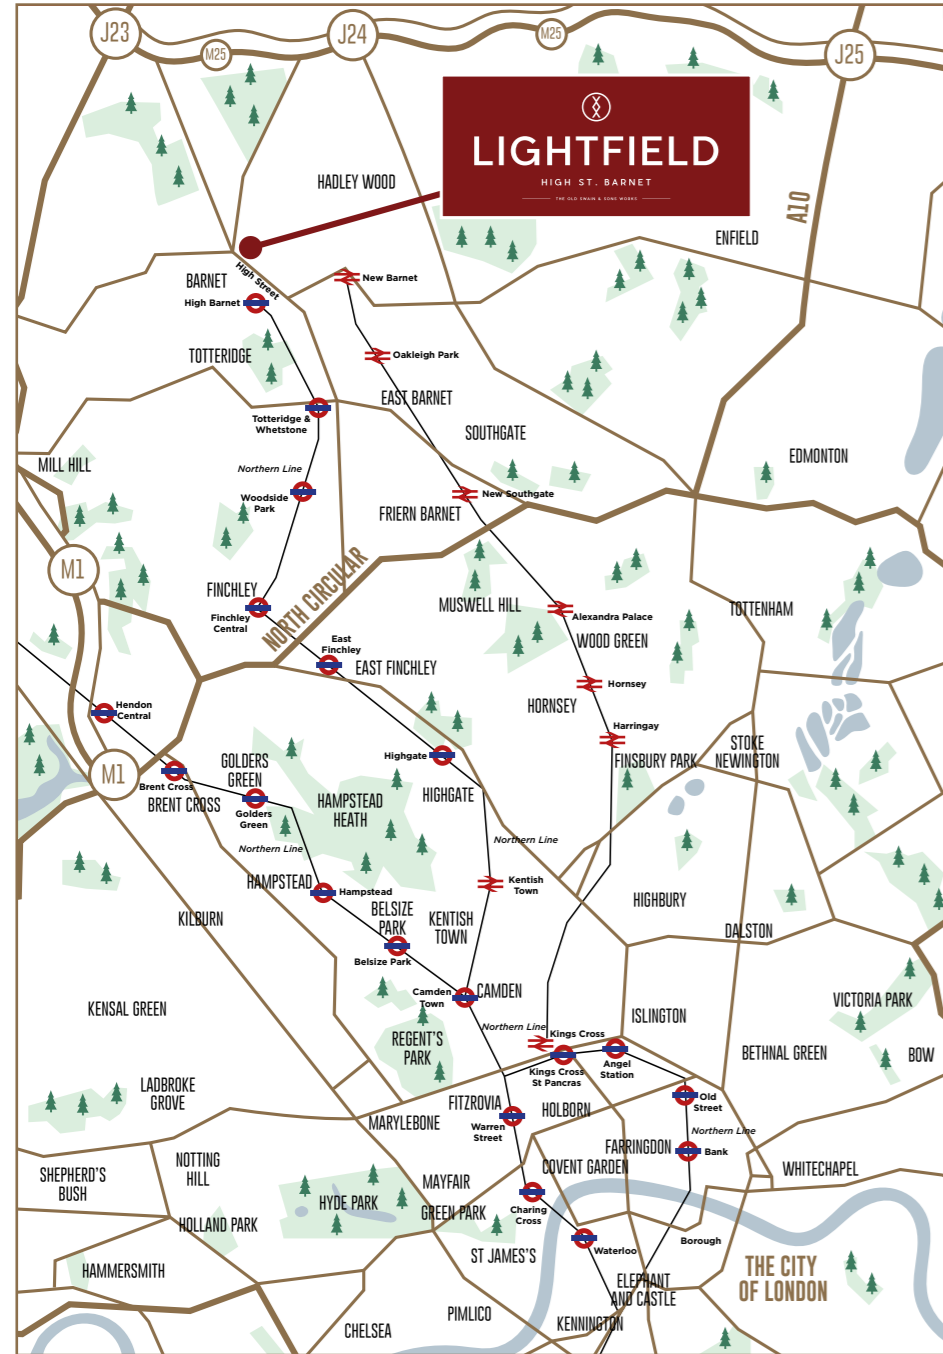 J23
M25
J24
M25
J25
LIGHTFIELD
HIGH ST. BARNET
THE OLD SWAIN & SONS WORKS
HADLEY WOOD
A10
ENFIELD
BARNET
High Street
High Barnet
New Barnet
TOTTERIDGE
Oakleigh Park
EAST BARNET
Totteridge &
Whetstone
SOUTHGATE
MILL HILL
Northern Line
EDMONTON
Woodside
Park
New Southgate
FRIERN BARNET
M1
NORTH CIRCULAR
FINCHLEY
Finchley
Central
MUSWELL HILL
Alexandra Palace
TOTTENHAM
WOOD GREEN
East
Finchley
EAST FINCHLEY
Hornsey
HORNSEY
Hendon
Central
Harringay
Highgate
FINSBURY PARK
STOKE
NEWINGTON
M1
Brent Cross
BRENT CROSS
GOLDERS
GREEN
Golders
Green
HIGHGATE
HAMPSTEAD
HEATH
Northern Line
Northern Line
HAMPSTEAD
Hampstead
Kentish
Town
HIGHBURY
KILBURN
BELSIZE
PARK
KENTISH
TOWN
DALSTON
Belsize Park
Camden
Town
CAMDEN
KENSAL GREEN
VICTORIA PARK
REGENT'S
PARK
Northern Line
Kings Cross
ISLINGTON
Kings Cross
St Pancras
Angel
Station
BETHNAL GREEN
BOW
LADBROKE
GROVE
FITZROVIA
HOLBORN
Old
Street
MARYLEBONE
Warren
Street
Northern Line
FARRINGDON
Bank
SHEPHERD'S
BUSH
NOTTING
HILL
COVENT GARDEN
WHITECHAPEL
MAYFAIR
HYDE PARK
GREEN PARK
Charing
Cross
HOLLAND PARK
ST JAMES'S
Waterloo
Borough
HAMMERSMITH
THE CITY
OF LONDON
ELEPHANT
AND CASTLE
PIMLICO
CHELSEA
KENNINGTON